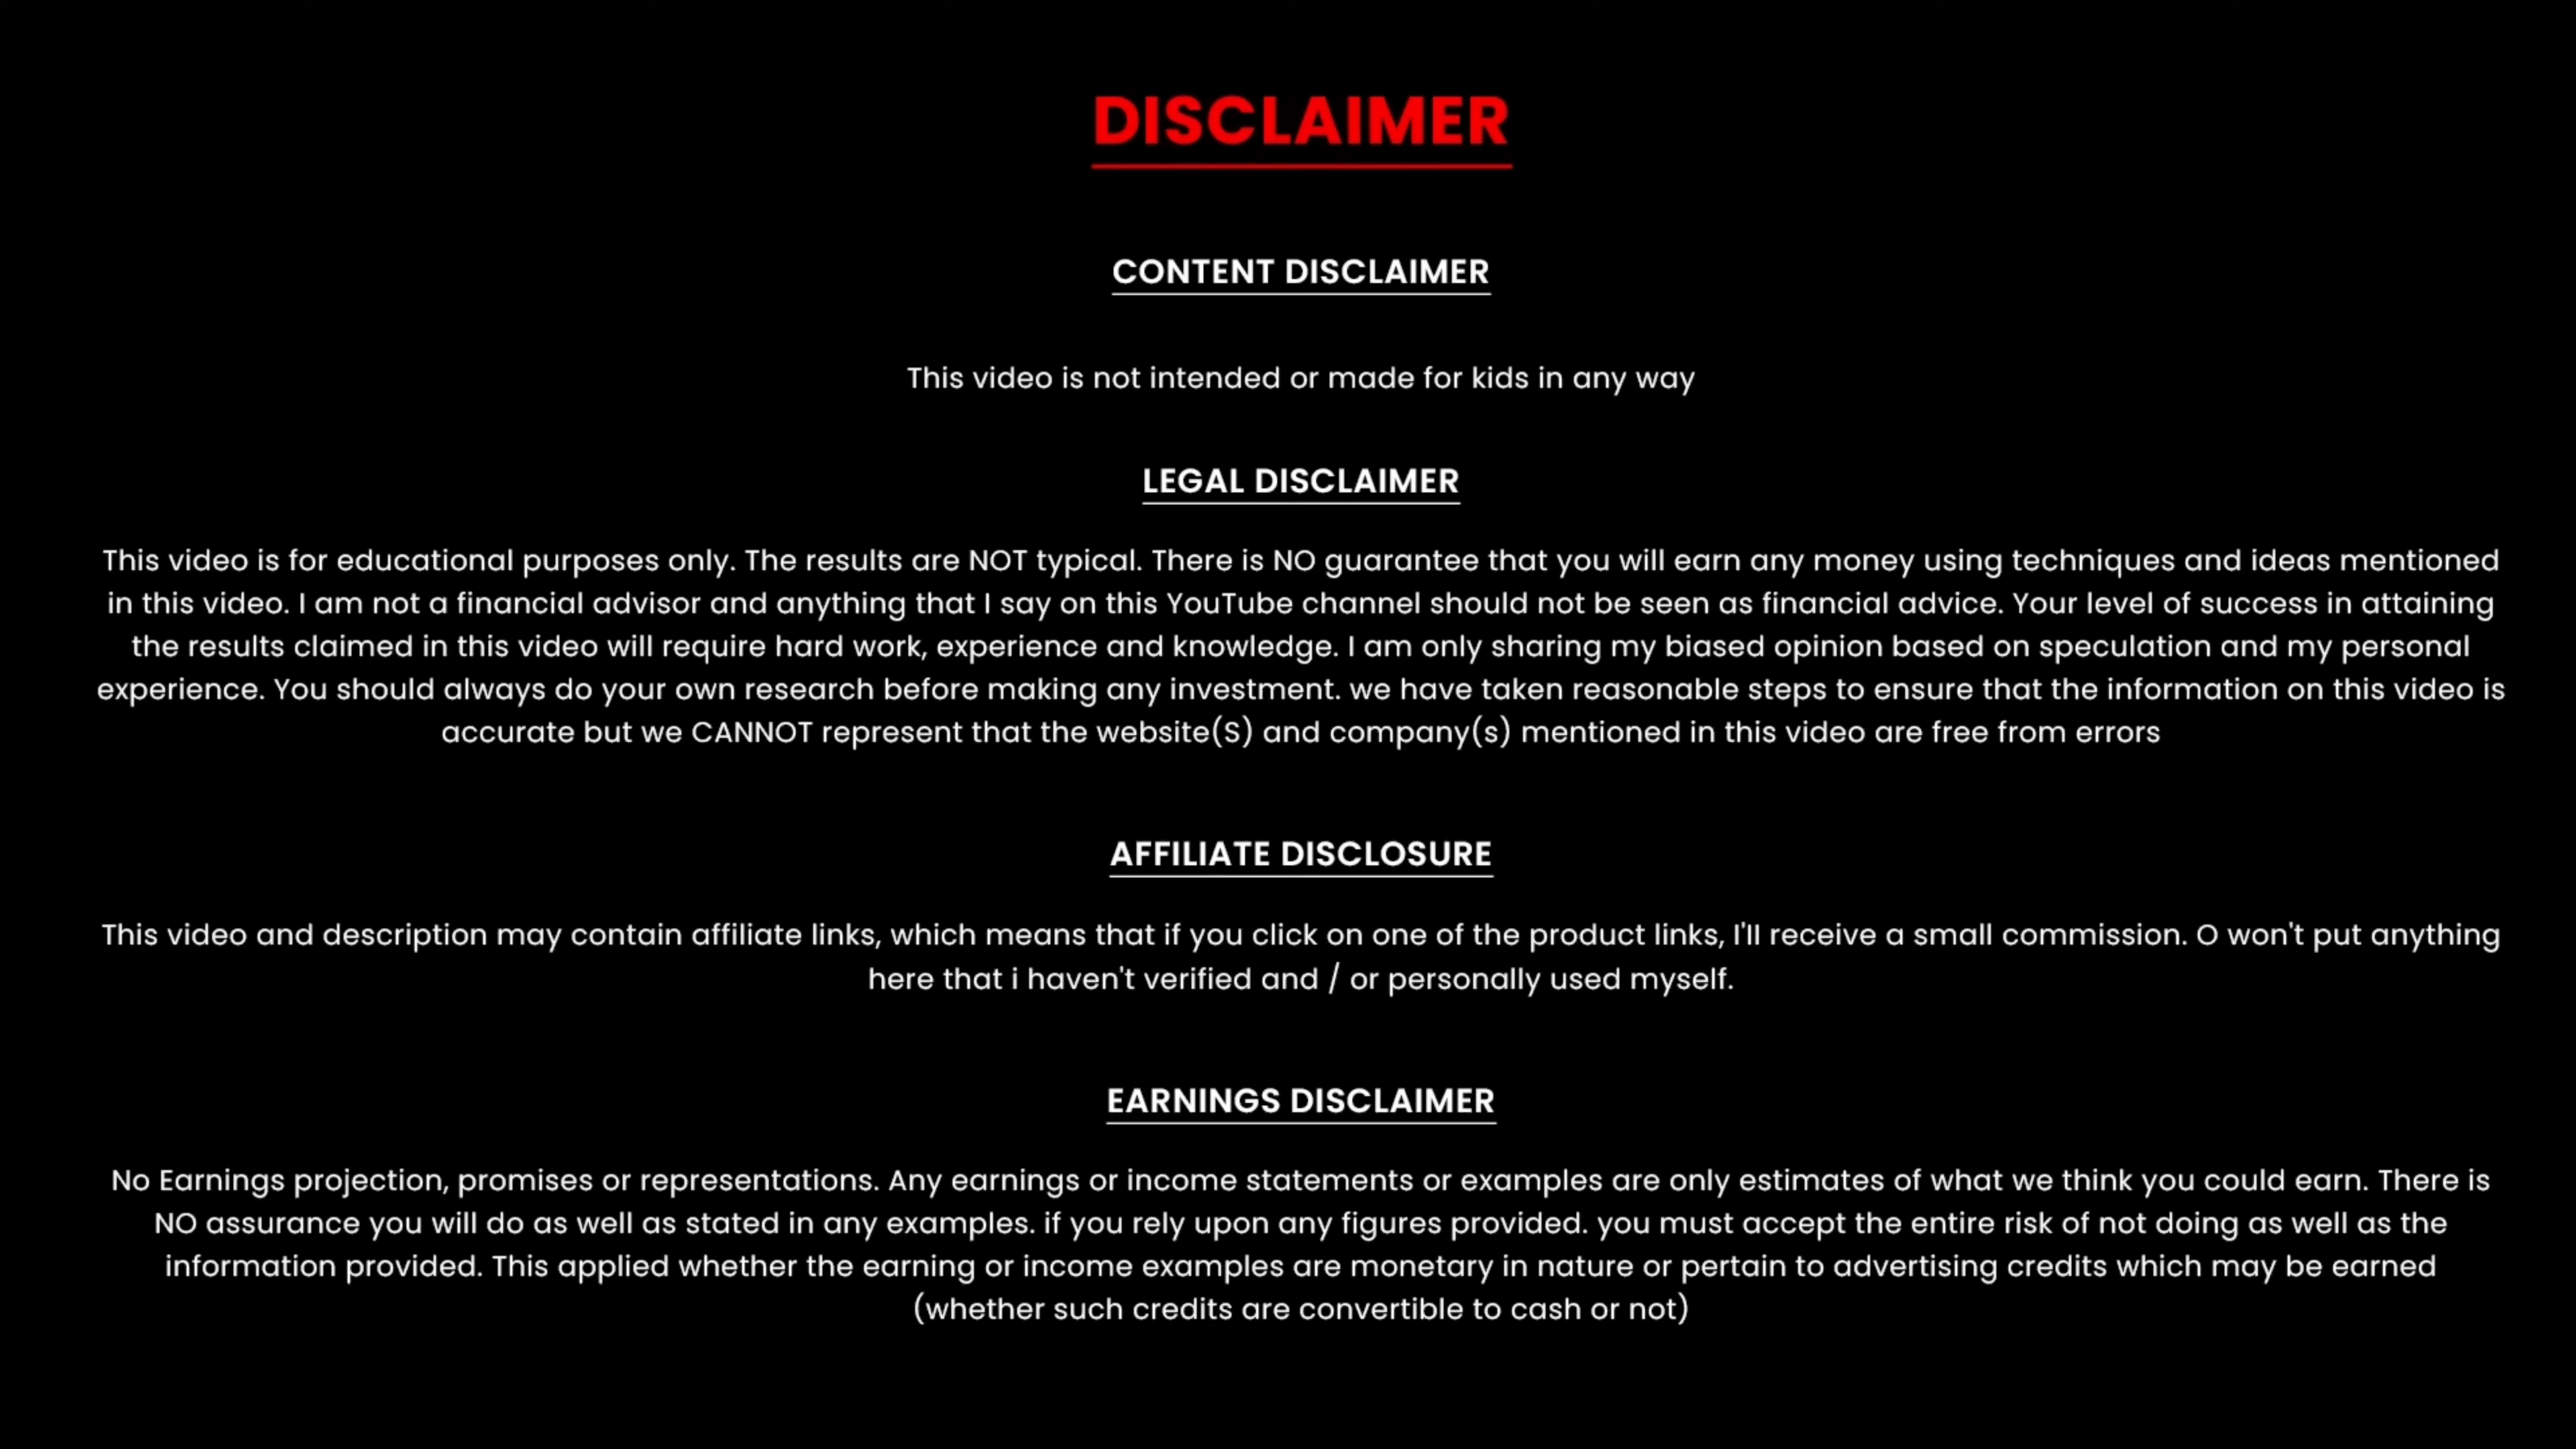 DISCLAIMER
CONTENT DISCLAIMER
This video is not intended or made for kids in any way
LEGAL DISCLAIMER
This video is for educational purposes only. The results are NOT typical. There is NO guarantee that you will earn any money using techniques and ideas mentioned
in this video. I am not a financial advisor and anything that I say on this YouTube channel should not be seen as financial advice. Your level of success in attaining
the results claimed in this video will require hard work, experience and knowledge. I am only sharing my biased opinion based on speculation and my personal
experience. You should always do your own research before making any investment. we have taken reasonable steps to ensure that the information on this video is
accurate but we CANNOT represent that the website(S) and company(s) mentioned in this video are free from errors
AFFILIATE DISCLOSURE
This video and description may contain affiliate links, which means that if you click on one of the product links, I'll receive a small commission. O won't put anything
here that i haven't verified and / or personally used myself.
EARNINGS DISCLAIMER
No Earnings projection, promises or representations. Any earnings or income statements or examples are only estimates of what we think you could earn. There is
NO assurance you will do as well as stated in any examples. if you rely upon any figures provided. you must accept the entire risk of not doing as well as the
information provided. This applied whether the earning or income examples are monetary in nature or pertain to advertising credits which may be earned
(whether such credits are convertible to cash or not)